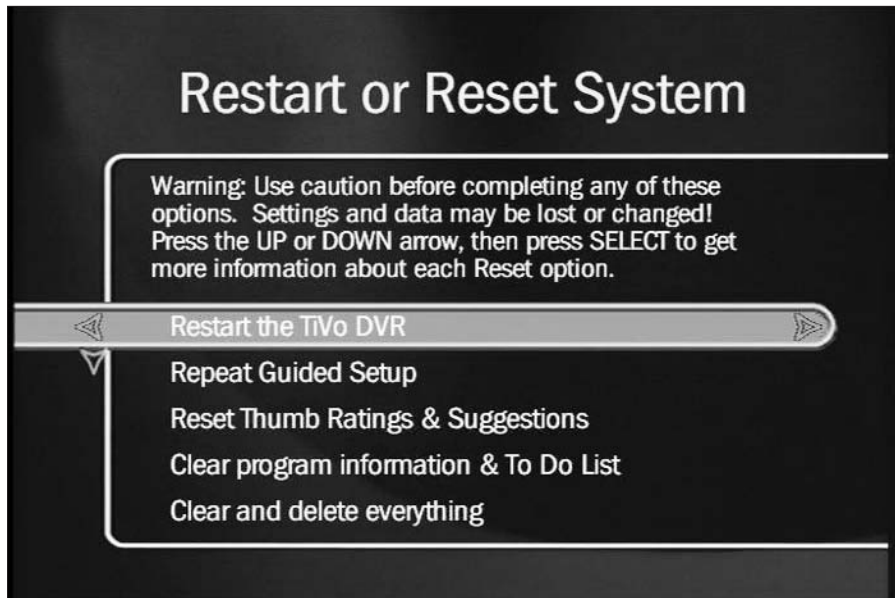 Restart or Reset System
Warning: Use caution before completing any of these
options. Settings and data may be lost or changed!
Press the UP or DOWN arrow, then press SELECT to get
more information about each Reset option.
Restart the TiVo DVR
Repeat Guided Setup
Reset Thumb Ratings & Suggestions
Clear program information & To Do List
Clear and delete everything